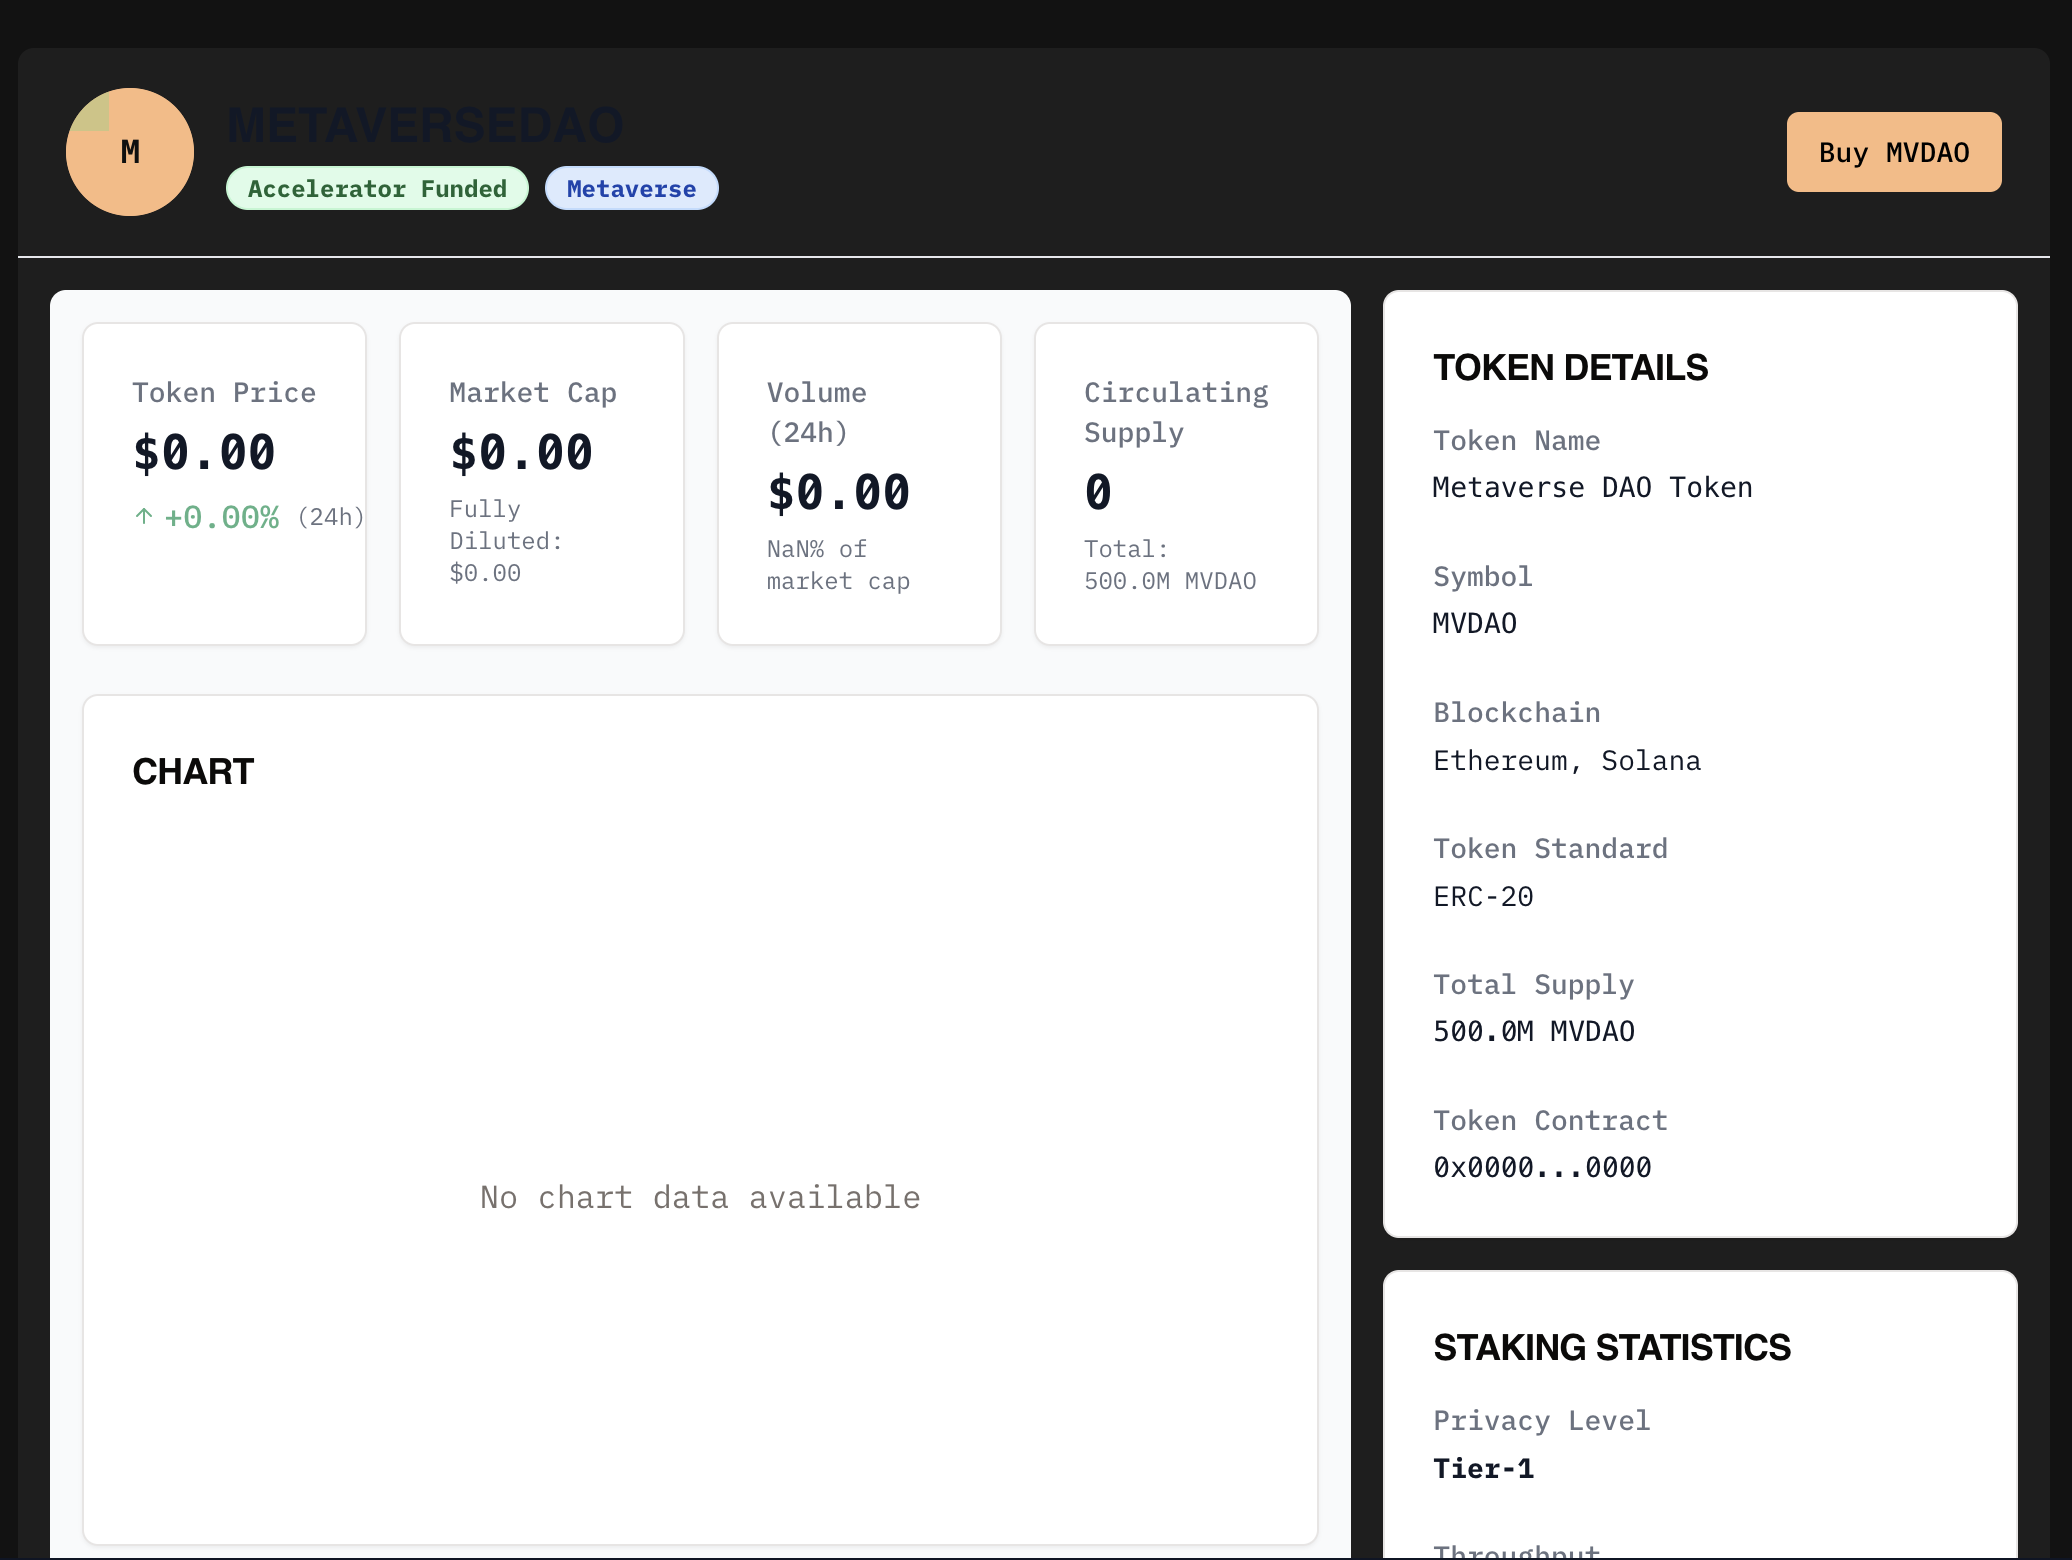 M
METAVERSEDAO
Accelerator Funded
Metaverse
Buy MVDAO
Token Price
$0.00
↑ +0.00% (24h)
Market Cap
$0.00
Fully
Diluted:
$0.00
Volume
(24h)
$0.00
NaN% of
market cap
Circulating
Supply
0
Total:
500.0M MVDAO
CHART
No chart data available
TOKEN DETAILS
Token Name
Metaverse DAO Token
Symbol
MVDAO
Blockchain
Ethereum, Solana
Token Standard
ERC-20
Total Supply
500.0M MVDAO
Token Contract
0x0000...0000
STAKING STATISTICS
Privacy Level
Tier-1
Throughput